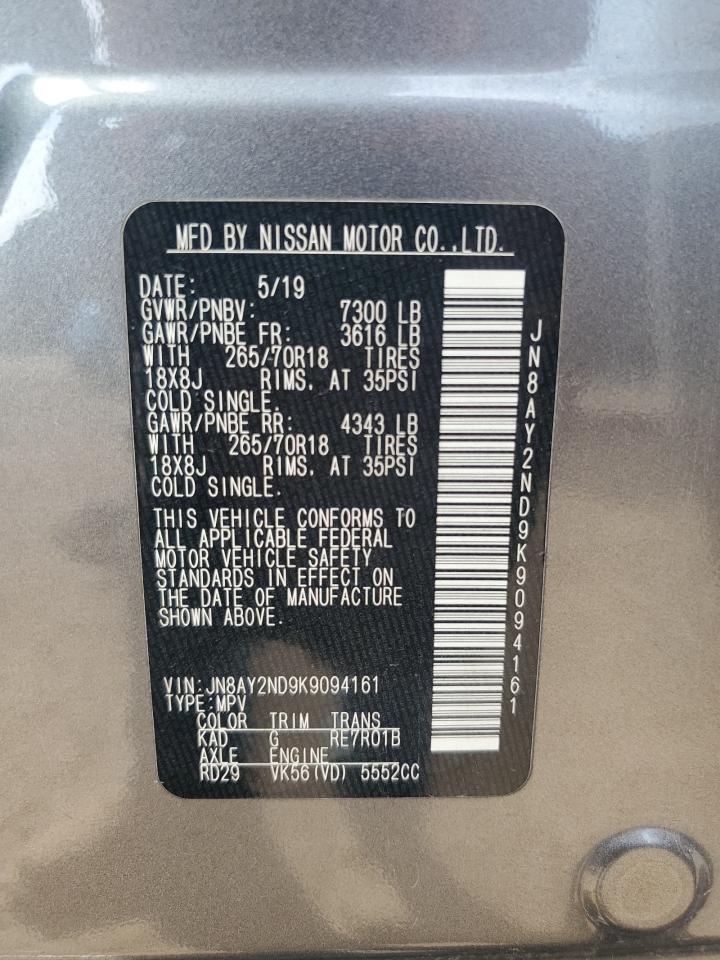 MFD BY NISSAN MOTOR CO.,LTD.
DATE: 5/19
GVWR/PNBV: 7300 LB
GAWR/PNBE FR: 3616 LB
WITH 265/70R18 TIRES
18X8J RIMS, AT 35PSI
COLD SINGLE.
GAWR/PNBE RR: 4343 LB
WITH 265/70R18 TIRES
18X8J RIMS, AT 35PSI
COLD SINGLE.
THIS VEHICLE CONFORMS TO
ALL APPLICABLE FEDERAL
MOTOR VEHICLE SAFETY
STANDARDS IN EFFECT ON
THE DATE OF MANUFACTURE
SHOWN ABOVE.
VIN:JN8AY2ND9K9094161
TYPE:MPV
COLOR TRIM TRANS
KAD G RE7R01B
AXLE ENGINE
RD29 VK56(VD) 5552CC
JN8AY2ND9K9094161